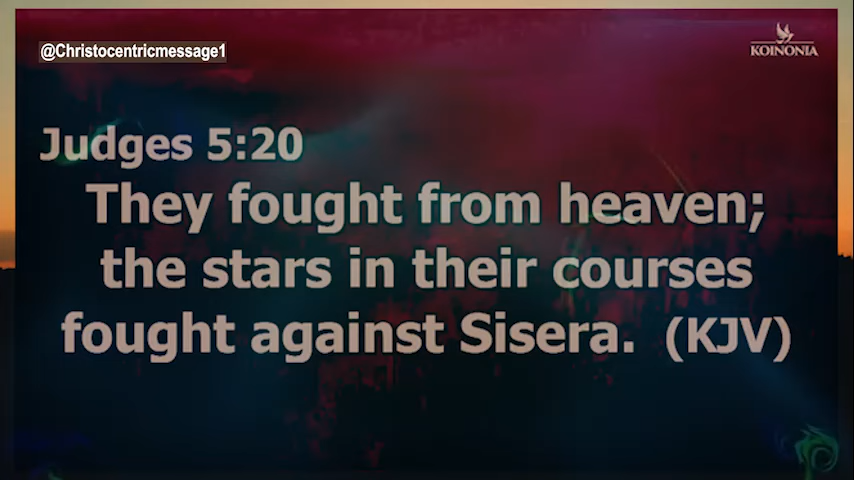 @Christocentricmessage1
KOINONIA
Judges 5:20
They fought from heaven;
the stars in their courses
fought against Sisera. (KJV)